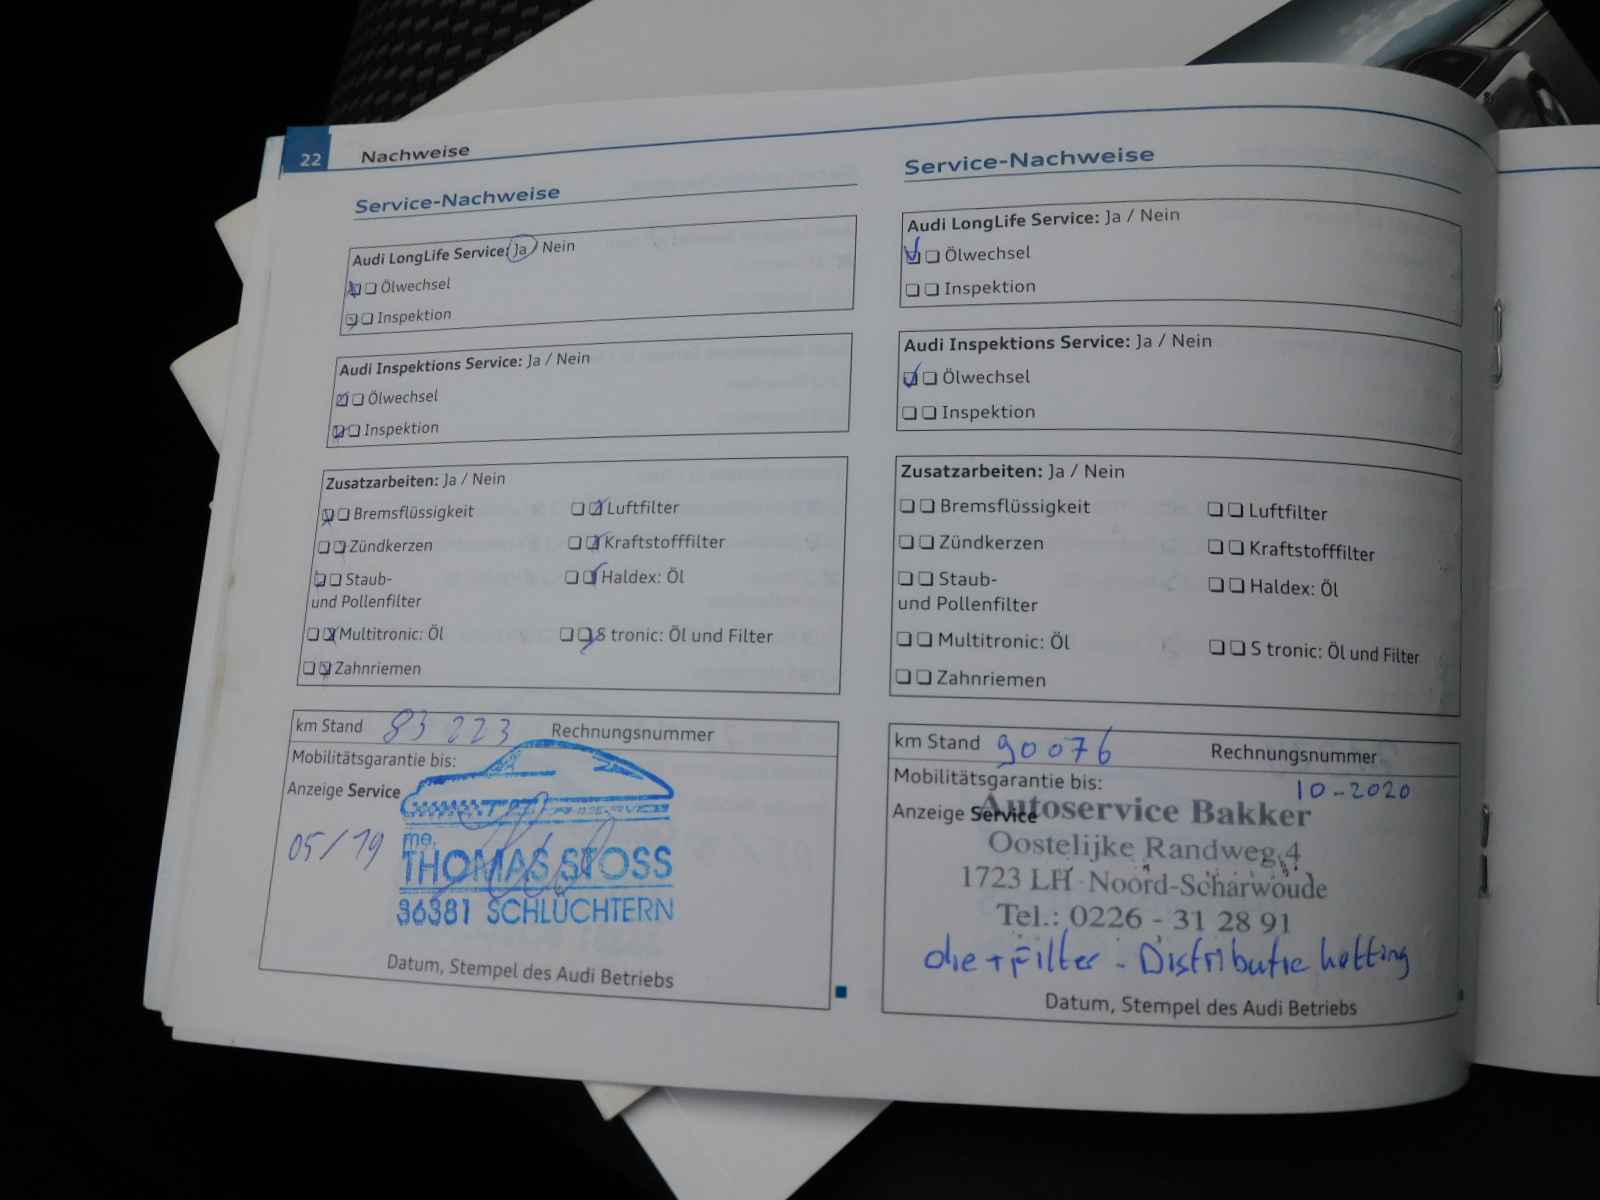 22 Nachweise
Service-Nachweise
Audi LongLife Service: Ja / Nein
Ölwechsel
Inspektion
Audi Inspektions Service: Ja / Nein
Ölwechsel
Inspektion
Zusatzarbeiten: Ja / Nein
Bremsflüssigkeit
Luftfilter
Zündkerzen
Kraftstofffilter
Staub-
und Pollenfilter
Haldex: Öl
Multitronic: Öl
S tronic: Öl und Filter
Zahnriemen
km Stand 83 223 Rechnungsnummer
Mobilitätsgarantie bis:
Anzeige Service
05/19
THOMAS STOSS
36381 SCHLÜCHTERN
Datum, Stempel des Audi Betriebs
Service-Nachweise
Audi LongLife Service: Ja / Nein
Ölwechsel
Inspektion
Audi Inspektions Service: Ja / Nein
Ölwechsel
Inspektion
Zusatzarbeiten: Ja / Nein
Bremsflüssigkeit
Luftfilter
Zündkerzen
Kraftstofffilter
Staub-
und Pollenfilter
Haldex: Öl
Multitronic: Öl
S tronic: Öl und Filter
Zahnriemen
km Stand 90076 Rechnungsnummer
Mobilitätsgarantie bis:
10-2020
Anzeige Service
Autoservice Bakker
Oostelijke Randweg 4
1723 LH Noord-Scharwoude
Tel.: 0226 - 31 28 91
olie + Filter - Distributie ketting
Datum, Stempel des Audi Betriebs